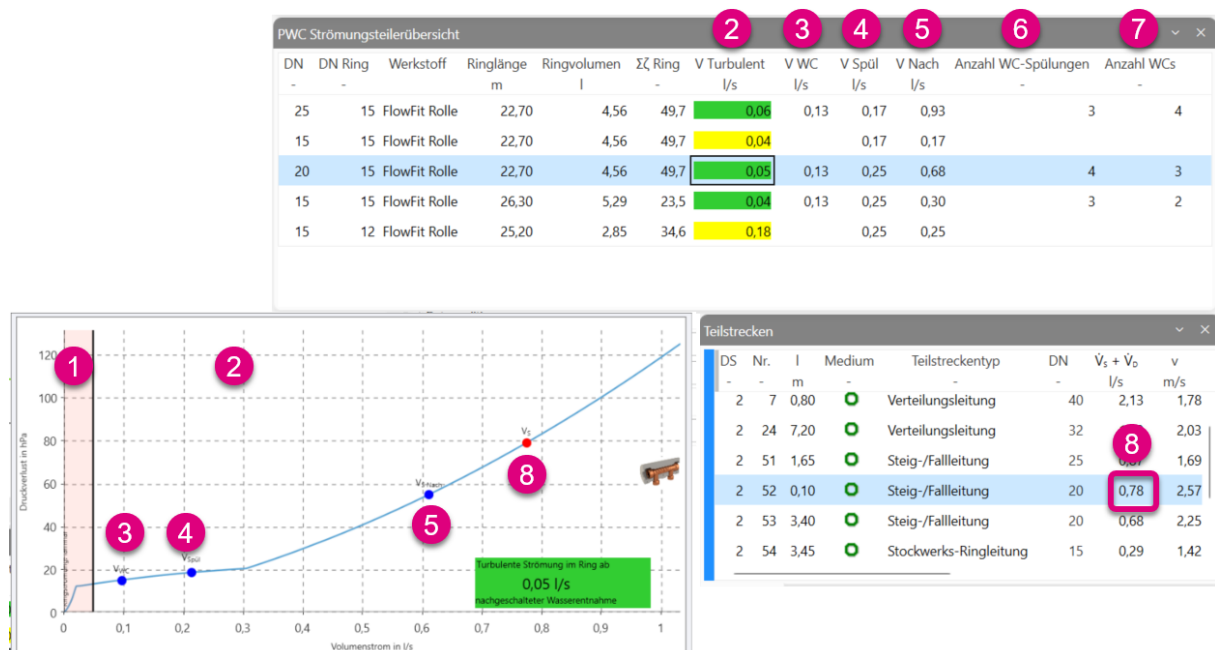 2 3 4 5 6 7
PWC Strömungsteilerübersicht
DN DN Ring Werkstoff Ringlänge Ringvolumen Σζ Ring V Turbulent V WC V Spül V Nach Anzahl WC-Spülungen Anzahl WCs
- - m l - l/s l/s l/s l/s - -
25 15 FlowFit Rolle 22,70 4,56 49,7 0,06 0,13 0,17 0,93 3 4
15 15 FlowFit Rolle 22,70 4,56 49,7 0,04 0,17 0,17
20 15 FlowFit Rolle 22,70 4,56 49,7 0,05 0,13 0,25 0,68 4 3
15 15 FlowFit Rolle 26,30 5,29 23,5 0,04 0,13 0,25 0,30 3 2
15 12 FlowFit Rolle 25,20 2,85 34,6 0,18 0,25 0,25
120
100
80
60
40
20
0
Druckverlust in hPa
1
2
3
4
5
8
V WC
V Spül
V S-Nach
V S
Turbulente Strömung im Ring ab
0,05 l/s
nachgeschalteter Wasserentnahme
0 0,1 0,2 0,3 0,4 0,5 0,6 0,7 0,8 0,9 1
Volumenstrom in l/s
Teilstrecken
DS Nr. l Medium Teilstreckentyp DN V̇s + V̇D v
- - m - - - l/s m/s
2 7 0,80 Verteilungsleitung 40 2,13 1,78
2 24 7,20 Verteilungsleitung 32 2,03
8
2 51 1,65 Steig-/Fallleitung 25 1,69
2 52 0,10 Steig-/Fallleitung 20 0,78 2,57
2 53 3,40 Steig-/Fallleitung 20 0,68 2,25
2 54 3,45 Stockwerks-Ringleitung 15 0,29 1,42